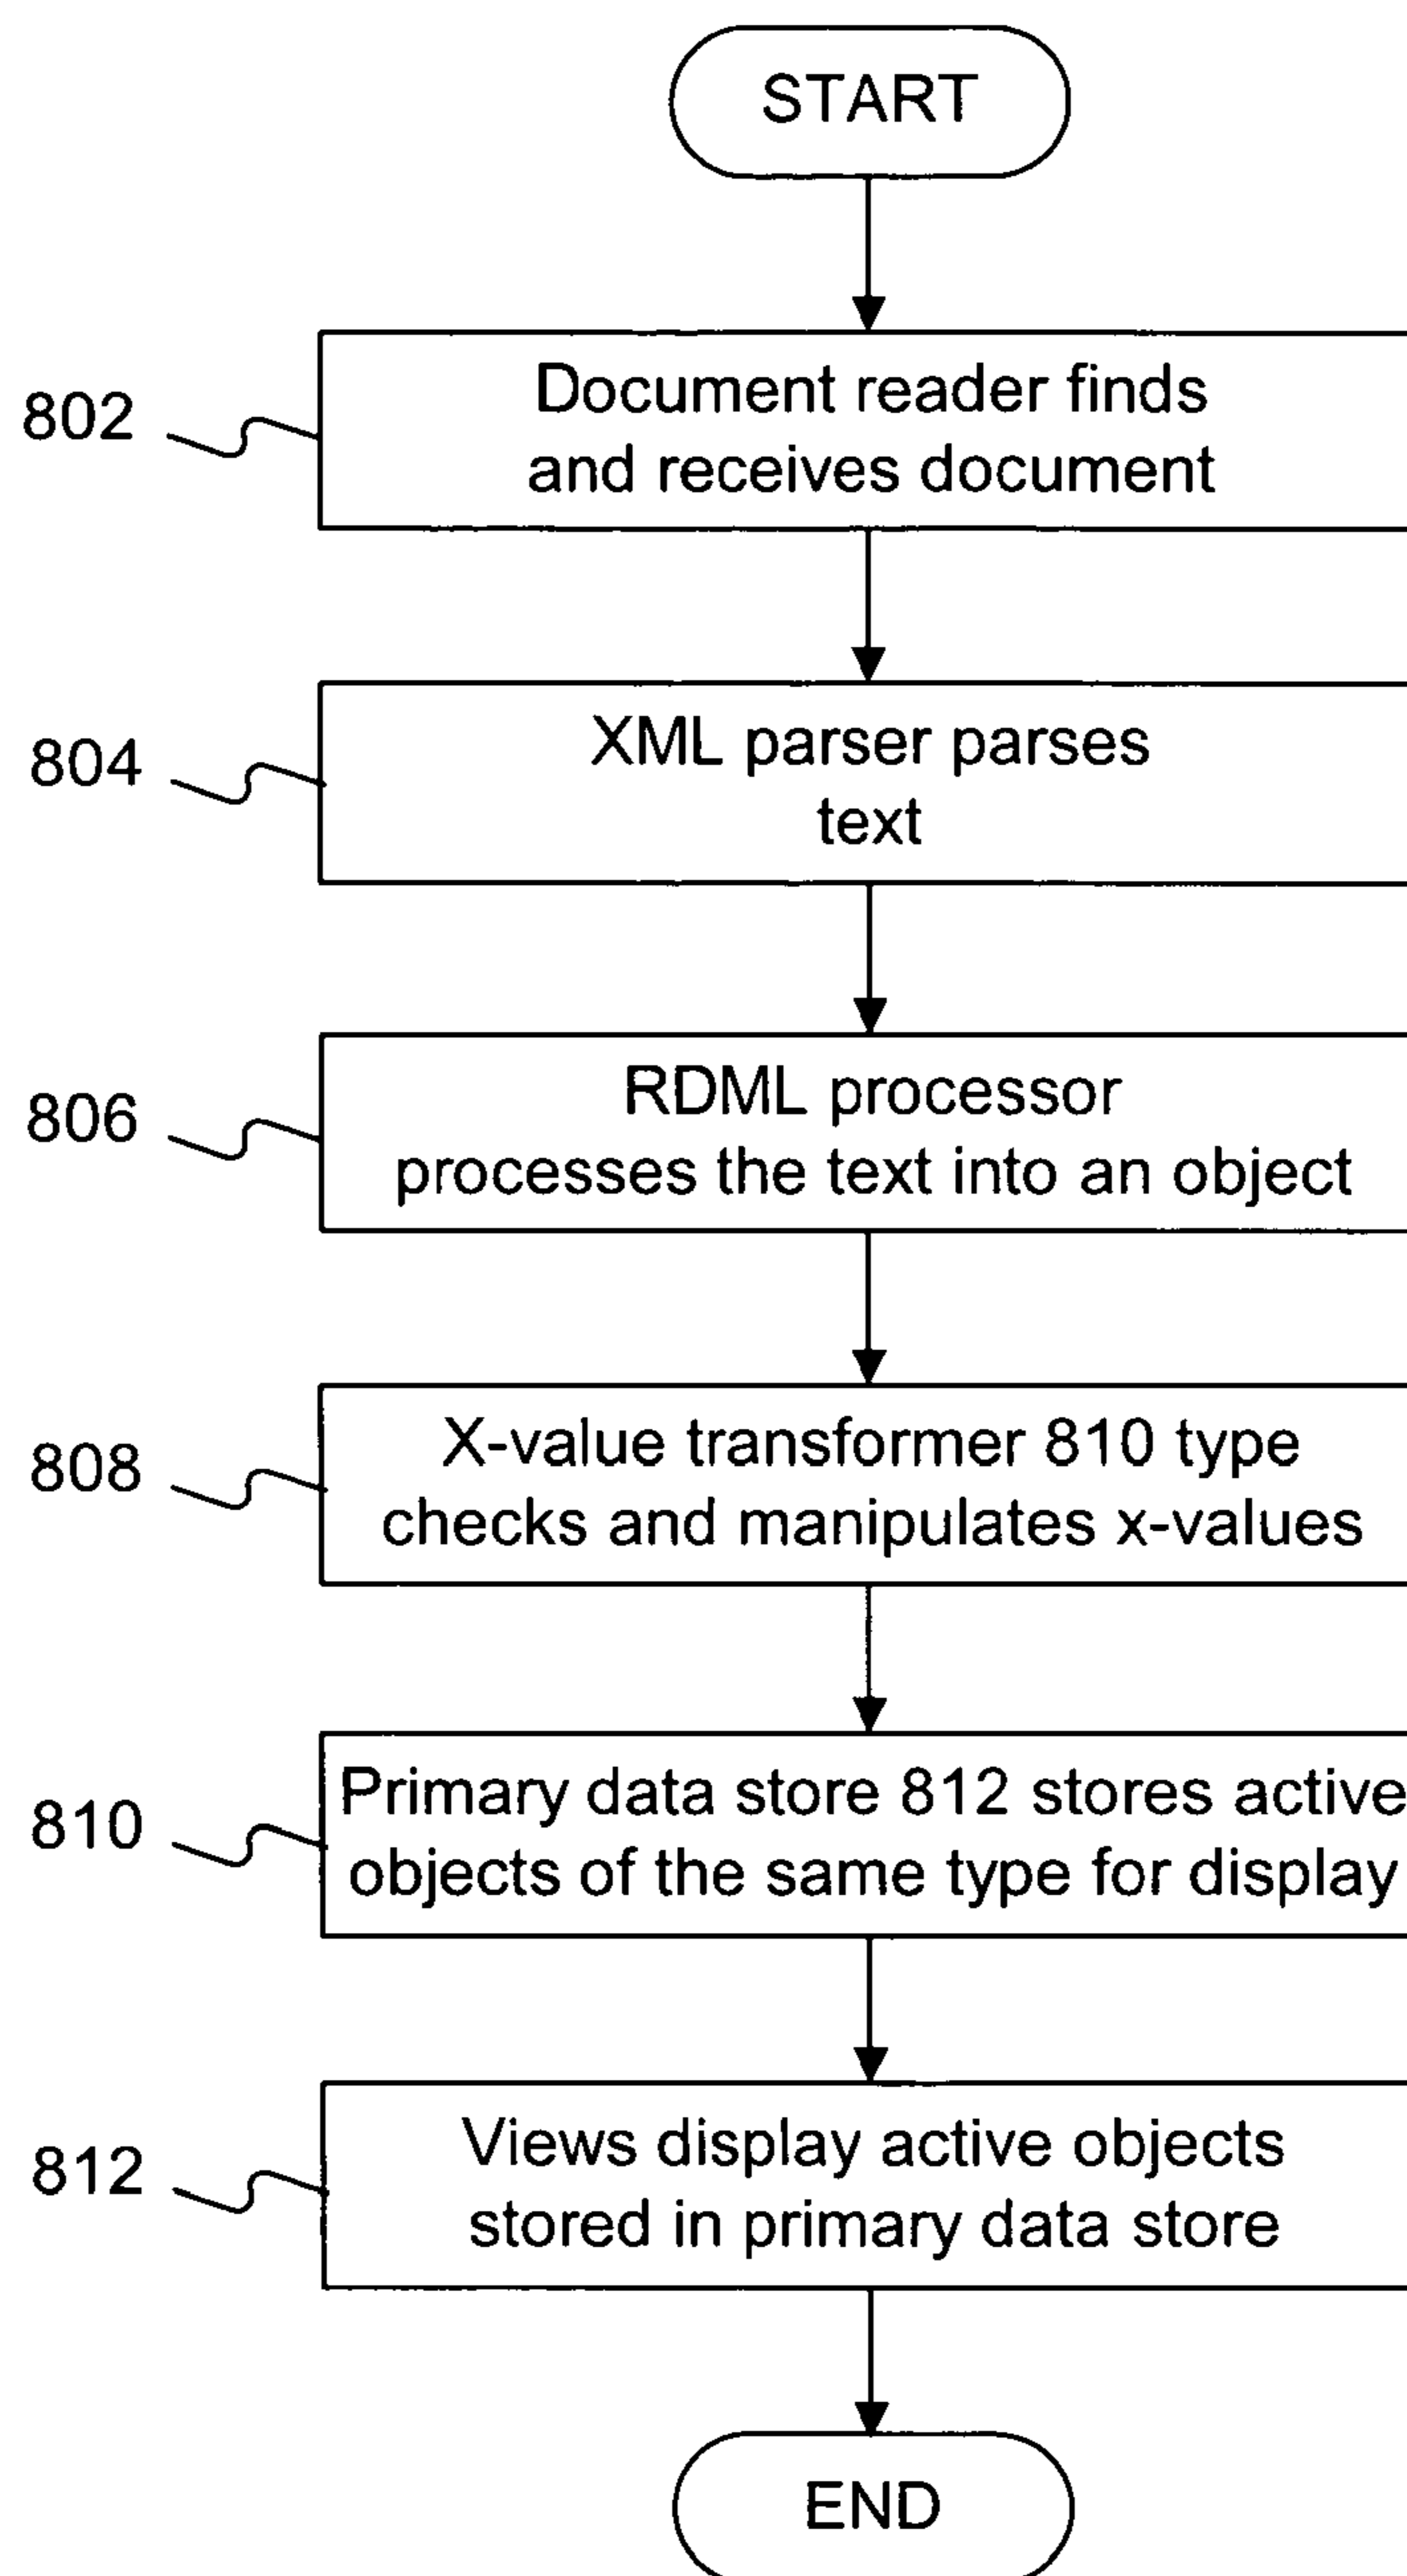 START
802
Document reader finds
and receives document
804
XML parser parses
text
806
RDML processor
processes the text into an object
808
X-value transformer 810 type
checks and manipulates x-values
810
Primary data store 812 stores active
objects of the same type for display
812
Views display active objects
stored in primary data store
END